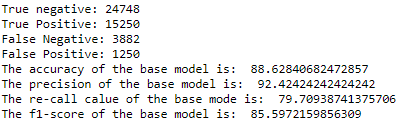 True negative: 24748
True Positive: 15250
False Negative: 3882
False Positive: 1250
The accuracy of the base model is:  88.62840682472857
The precision of the base model is:  92.42424242424242
The re-call calue of the base mode is:  79.70938741375706
The f1-score of the base model is:  85.5972159856309